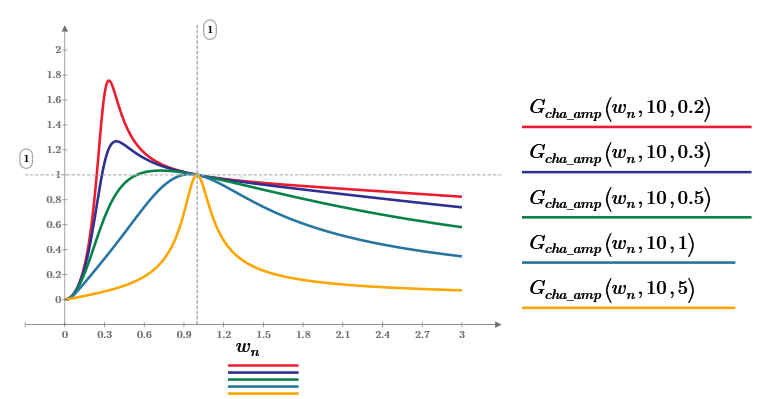 1
2
1.8
1.6
1.4
1.2
1
1
0.8
0.6
0.4
0.2
0
0 0.3 0.6 0.9 1.2 1.5 1.8 2.1 2.4 2.7 3
w_n
G_cha_amp(w_n, 10, 0.2)
G_cha_amp(w_n, 10, 0.3)
G_cha_amp(w_n, 10, 0.5)
G_cha_amp(w_n, 10, 1)
G_cha_amp(w_n, 10, 5)